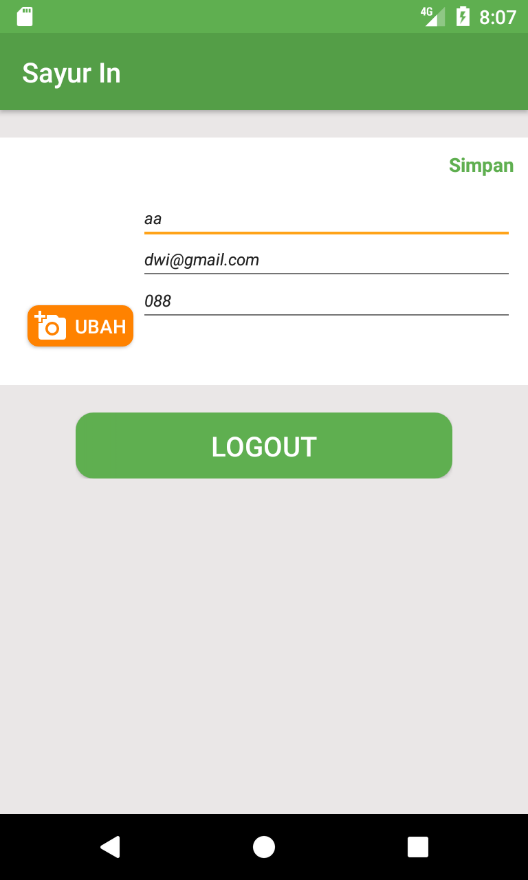 4G 8:07
Sayur In
Simpan
aa
dwi@gmail.com
088
UBAH
LOGOUT